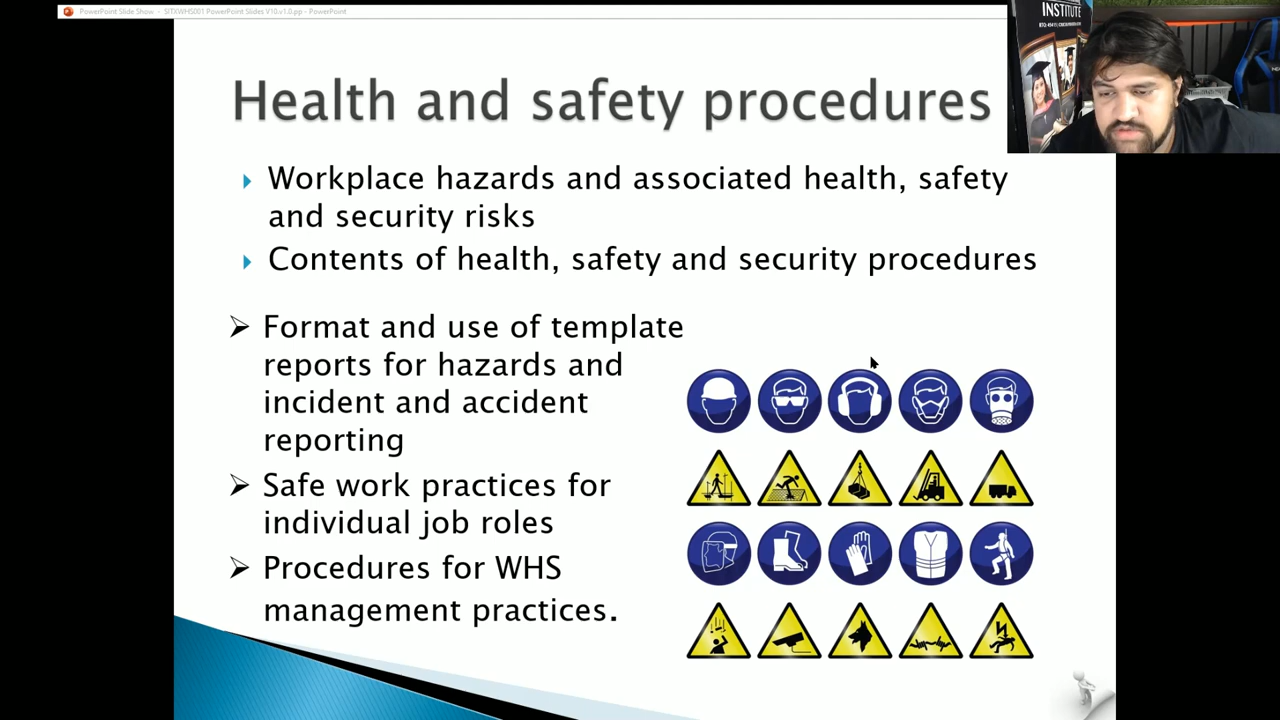 PowerPoint Slide Show - SITXWHS001 PowerPoint Slides V10.v1.0.pp - PowerPoint
INSTITUTE
Health and safety procedures
Workplace hazards and associated health, safety
and security risks
Contents of health, safety and security procedures
Format and use of template
reports for hazards and
incident and accident
reporting
Safe work practices for
individual job roles
Procedures for WHS
management practices.